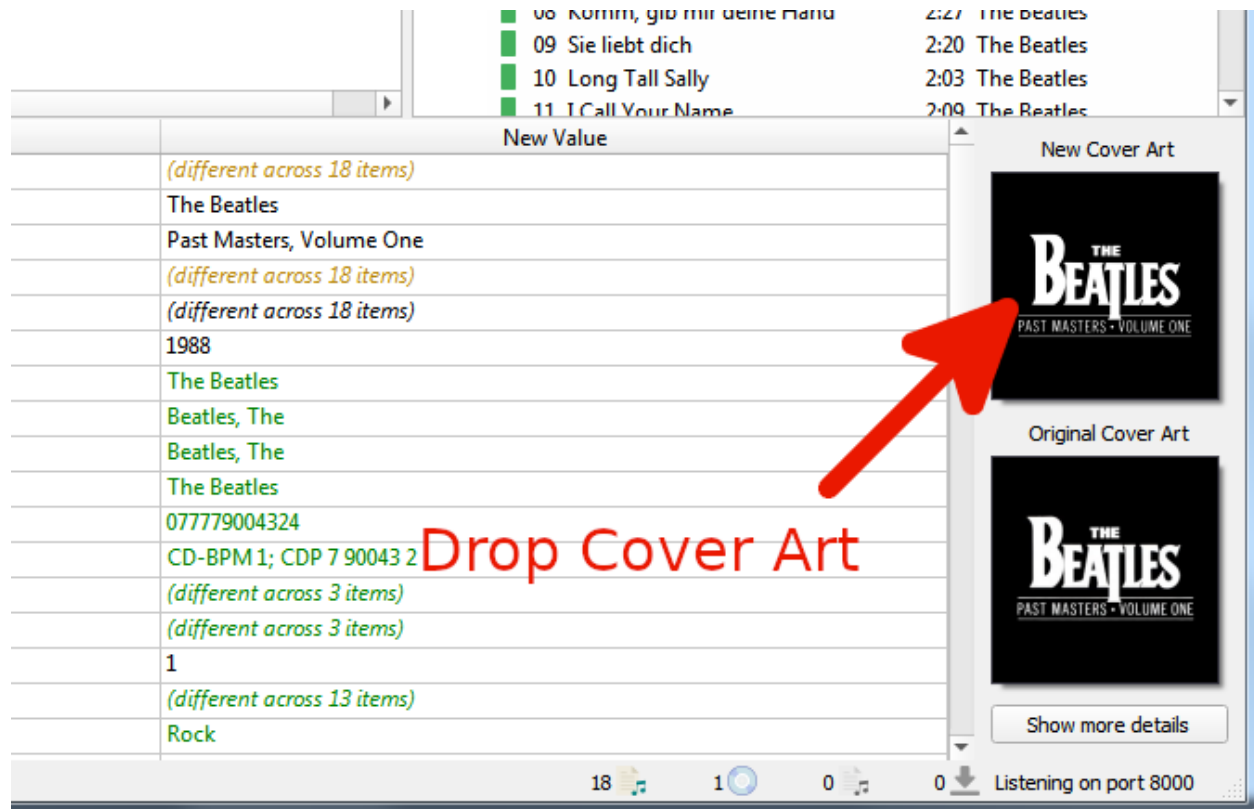 08 Komm, gib mir deine Hand 2:27 The Beatles
09 Sie liebt dich 2:20 The Beatles
10 Long Tall Sally 2:03 The Beatles
11 I Call Your Name 2:09 The Beatles
New Value
New Cover Art
(different across 18 items)
The Beatles
Past Masters, Volume One
(different across 18 items)
(different across 18 items)
1988
The Beatles
Beatles, The
Beatles, The
The Beatles
077779004324
CD-BPM 1; CDP 7 90043 2
(different across 3 items)
(different across 3 items)
1
(different across 13 items)
Rock
THE
BEATLES
PAST MASTERS • VOLUME ONE
Drop Cover Art
Original Cover Art
THE
BEATLES
PAST MASTERS • VOLUME ONE
Show more details
18 1 0 0 Listening on port 8000